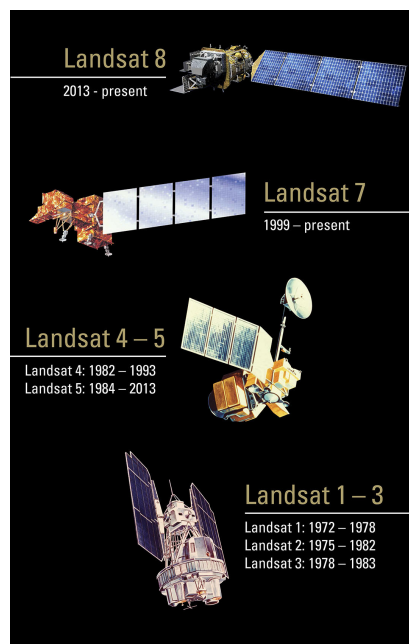 Landsat 8
2013 - present
Landsat 7
1999 – present
Landsat 4 – 5
Landsat 4: 1982 – 1993
Landsat 5: 1984 – 2013
Landsat 1 – 3
Landsat 1: 1972 – 1978
Landsat 2: 1975 – 1982
Landsat 3: 1978 – 1983